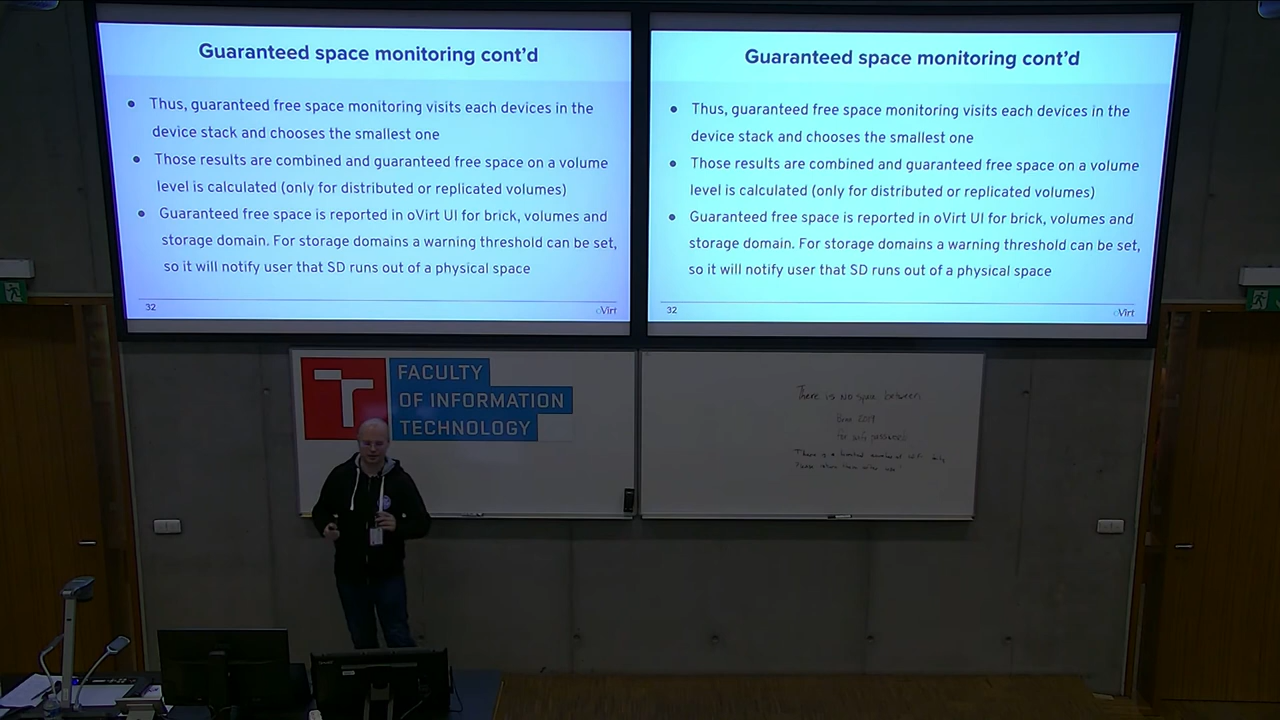 Guaranteed space monitoring cont'd
● Thus, guaranteed free space monitoring visits each devices in the
device stack and chooses the smallest one
● Those results are combined and guaranteed free space on a volume
level is calculated (only for distributed or replicated volumes)
● Guaranteed free space is reported in oVirt UI for brick, volumes and
storage domain. For storage domains a warning threshold can be set,
so it will notify user that SD runs out of a physical space
32
oVirt
Guaranteed space monitoring cont'd
● Thus, guaranteed free space monitoring visits each devices in the
device stack and chooses the smallest one
● Those results are combined and guaranteed free space on a volume
level is calculated (only for distributed or replicated volumes)
● Guaranteed free space is reported in oVirt UI for brick, volumes and
storage domain. For storage domains a warning threshold can be set,
so it will notify user that SD runs out of a physical space
32
oVirt
T
FACULTY
OF INFORMATION
TECHNOLOGY
There is NO space between
for
There is a limited number of